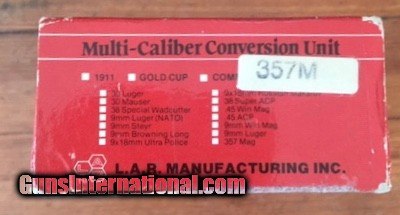 Multi-Caliber Conversion Unit
357M
1911 GOLD CUP
30 Luger
30 Mauser 38 Super ACP
38 Special Wadcutter 45 Win Mag
9mm Luger (NATO) .45 ACP
9mm Steyr 9mm Win Mag
9mm Browning Long 9mm Luger
9x18mm Ultra Police 357 Mag
L.A.R. MANUFACTURING INC.
GunsInternational.com